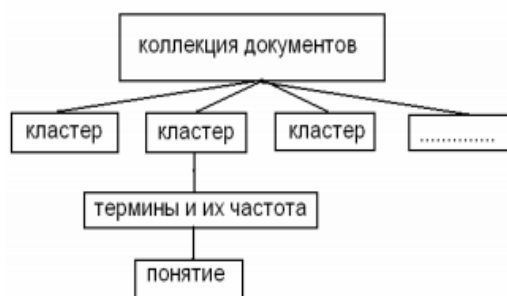 коллекция документов
кластер
кластер
кластер
..............
термины и их частота
понятие